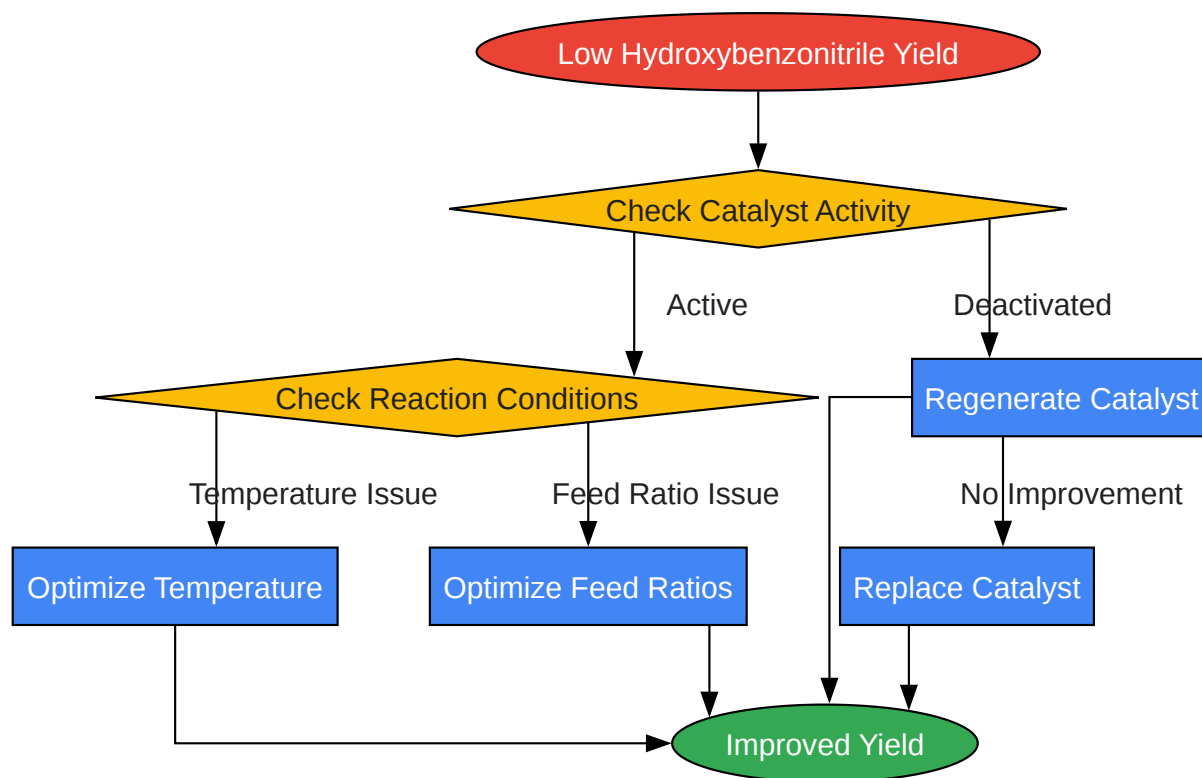 Low Hydroxybenzonitrile Yield
Check Catalyst Activity
Active
Deactivated
Check Reaction Conditions
Regenerate Catalyst
Temperature Issue
Feed Ratio Issue
No Improvement
Optimize Temperature
Optimize Feed Ratios
Replace Catalyst
Improved Yield